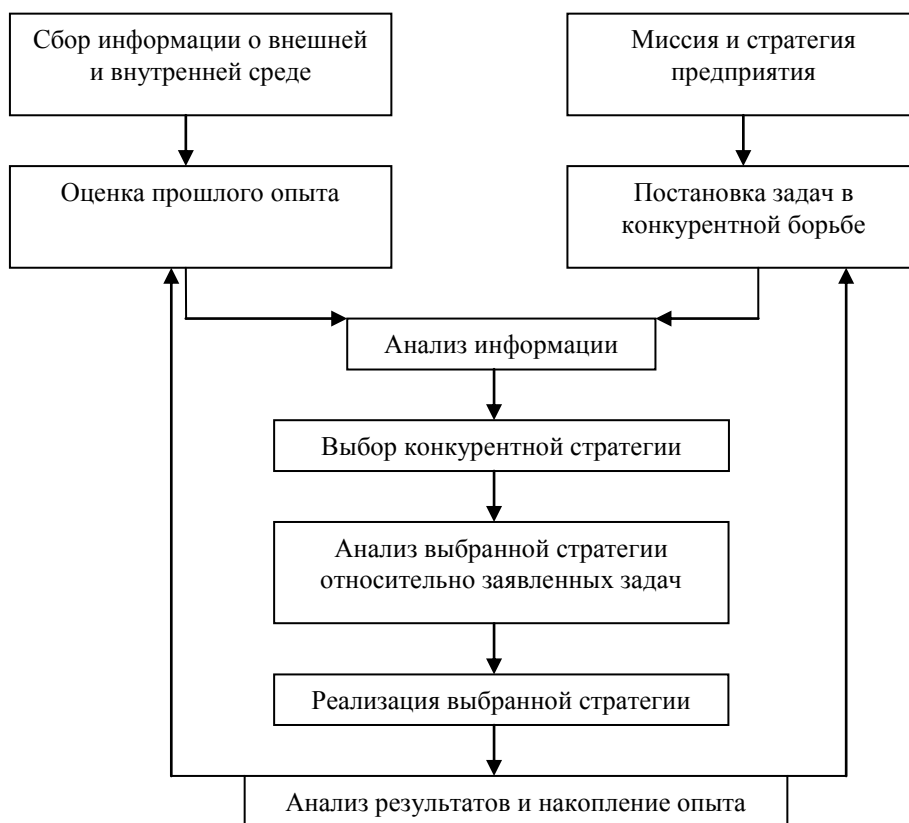 Сбор информации о внешней
и внутренней среде
Миссия и стратегия
предприятия
Оценка прошлого опыта
Постановка задач в
конкурентной борьбе
Анализ информации
Выбор конкурентной стратегии
Анализ выбранной стратегии
относительно заявленных задач
Реализация выбранной стратегии
Анализ результатов и накопление опыта